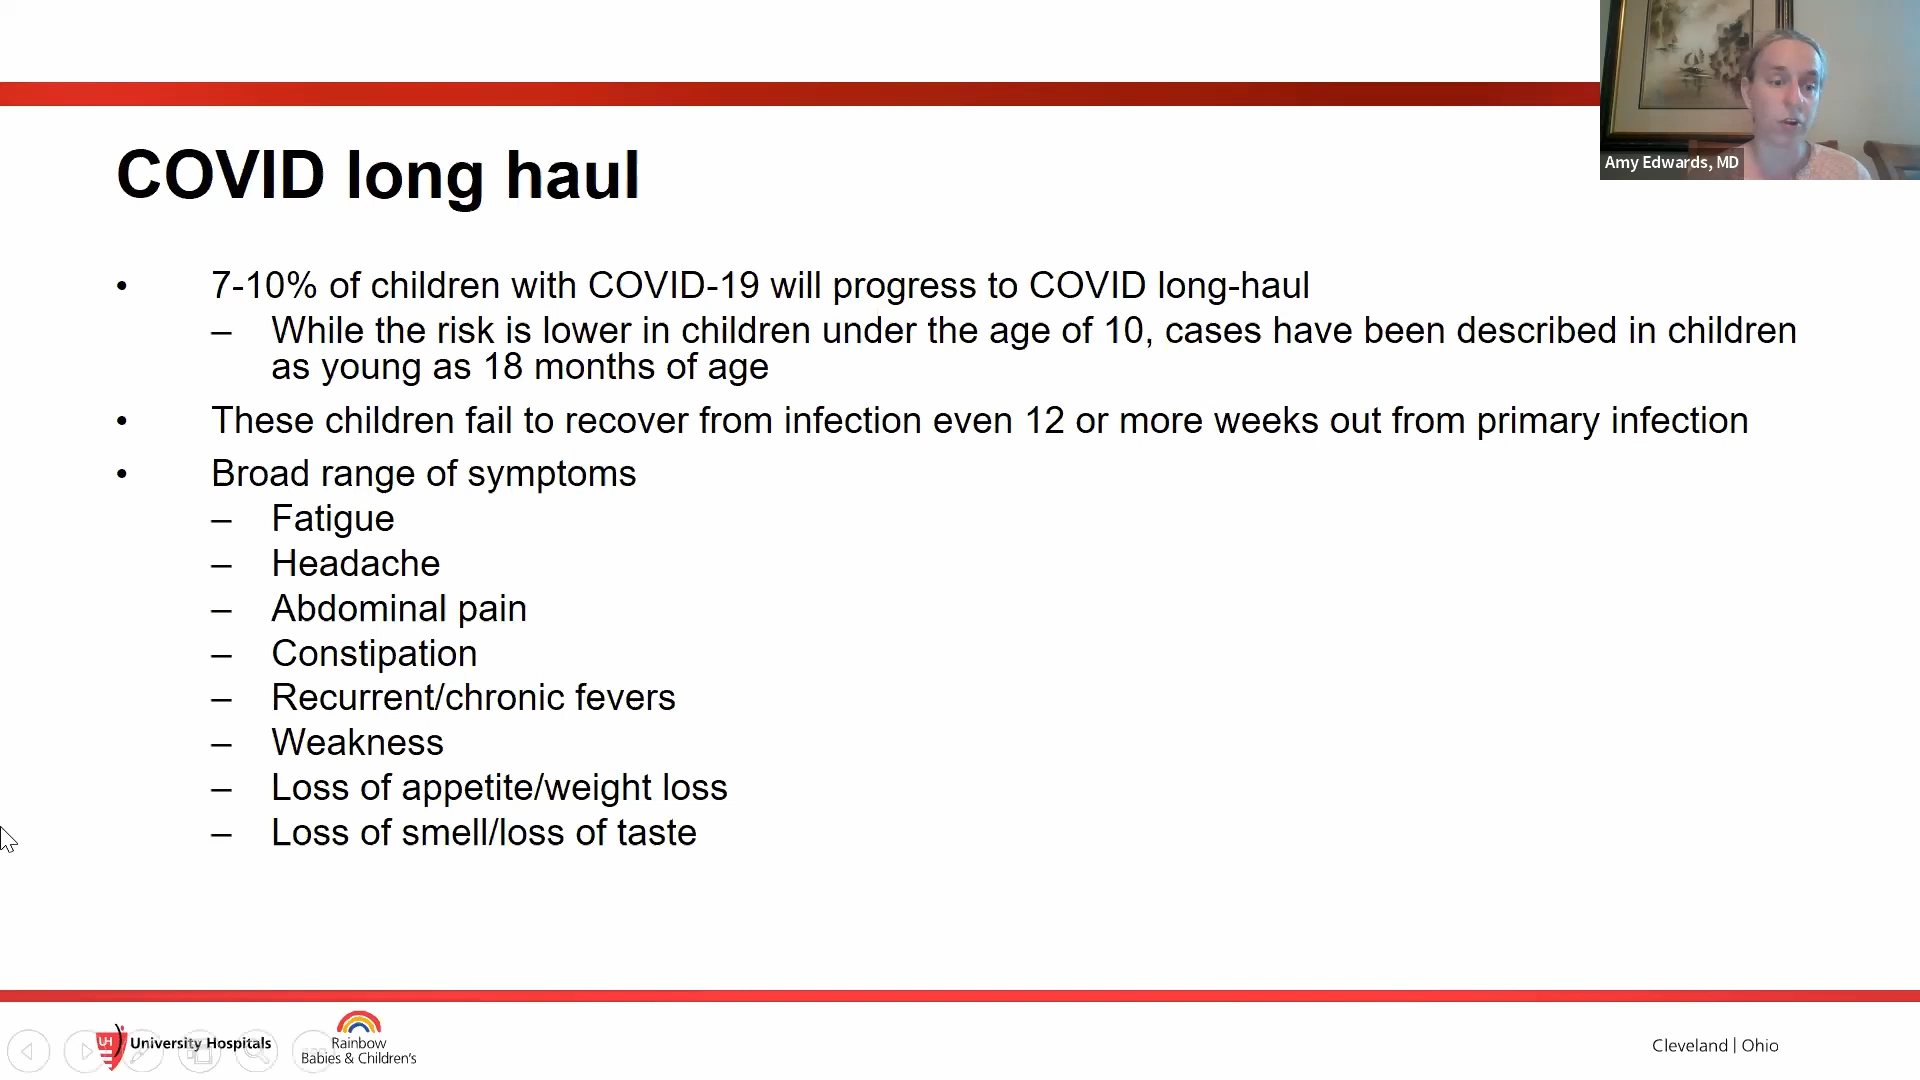 COVID long haul
Amy Edwards, MD
• 7-10% of children with COVID-19 will progress to COVID long-haul
– While the risk is lower in children under the age of 10, cases have been described in children
as young as 18 months of age
• These children fail to recover from infection even 12 or more weeks out from primary infection
• Broad range of symptoms
– Fatigue
– Headache
– Abdominal pain
– Constipation
– Recurrent/chronic fevers
– Weakness
– Loss of appetite/weight loss
– Loss of smell/loss of taste
UH University Hospitals
Rainbow
Babies & Children's
Cleveland | Ohio